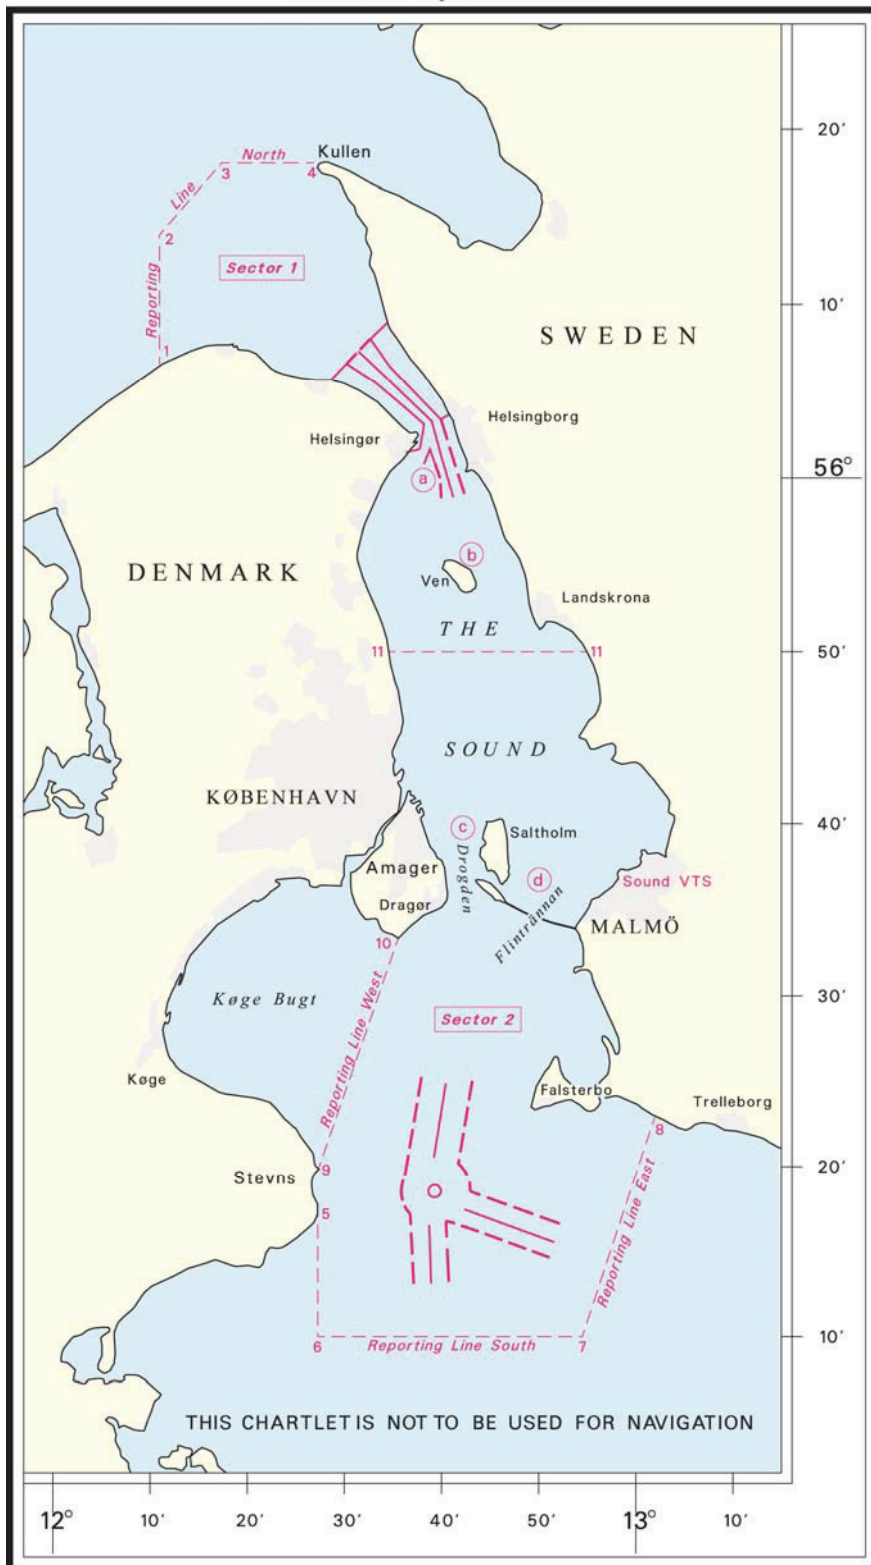 20′
Kullen
North
3
4
Line
2
Sector 1
Reporting
10′
1
SWEDEN
Helsingborg
Helsingør
56°
a
b
DENMARK
Ven
Landskrona
THE
11
11
50′
SOUND
KØBENHAVN
40′
c
Saltholm
Drogden
Amager
d
Sound VTS
Dragør
Flintrännan
MALMÖ
10
Køge Bugt
30′
Reporting Line West
Sector 2
Køge
Falsterbo
Trelleborg
8
Stevns
9
20′
5
Reporting Line East
6
Reporting Line South
7
10′
THIS CHARTLET IS NOT TO BE USED FOR NAVIGATION
12°
10′
20′
30′
40′
50′
13°
10′